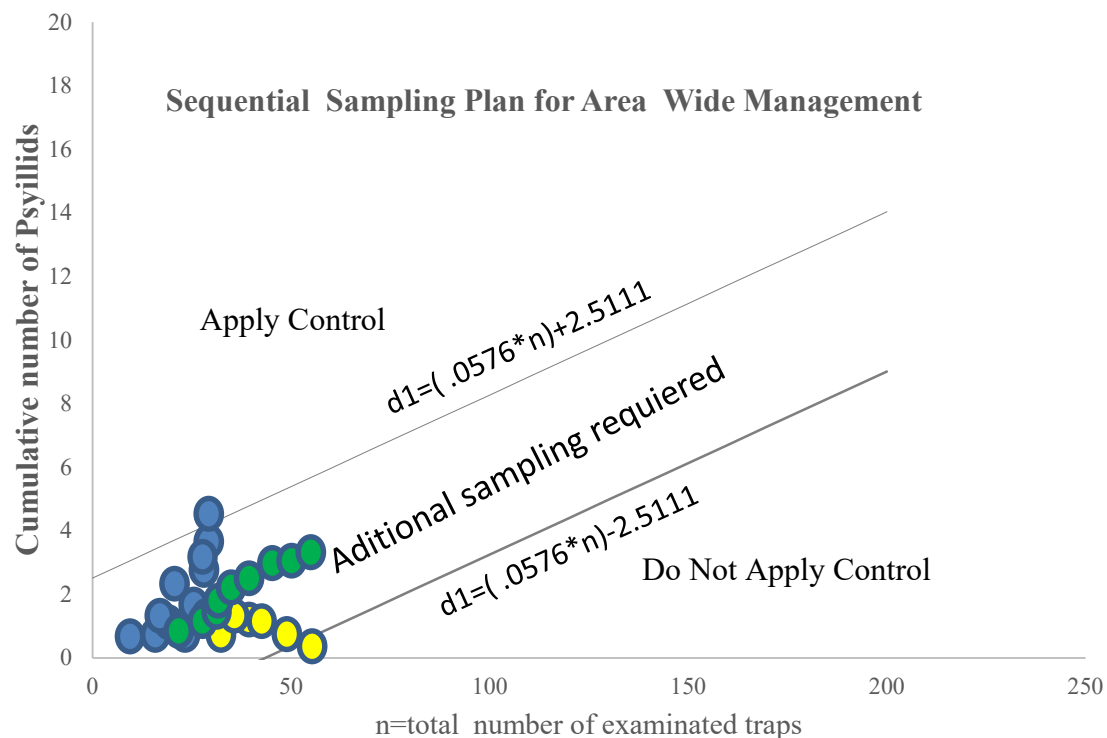 Sequential Sampling Plan for Area Wide Management
Cumulative number of Psyillids
20
18
16
14
12
10
8
6
4
2
0
Apply Control
d1=( .0576*n)+2.5111
Aditional sampling requiered
d1=( .0576*n)-2.5111
Do Not Apply Control
0
50
100
150
200
250
n=total number of examinated traps